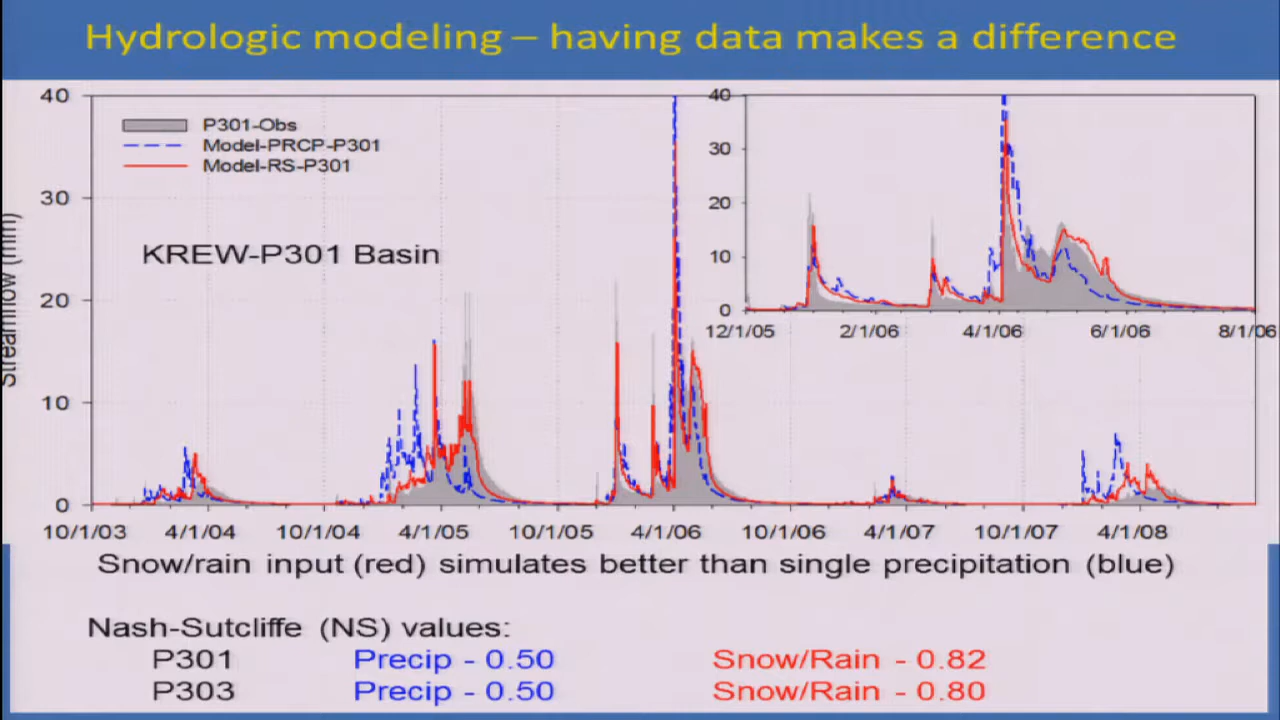 Hydrologic modeling – having data makes a difference
40
30
20
10
0
Streamflow (mm)
P301-Obs
Model-PRCP-P301
Model-RS-P301
KREW-P301 Basin
40
30
20
10
0
12/1/05 2/1/06 4/1/06 6/1/06 8/1/06
10/1/03 4/1/04 10/1/04 4/1/05 10/1/05 4/1/06 10/1/06 4/1/07 10/1/07 4/1/08
Snow/rain input (red) simulates better than single precipitation (blue)
Nash-Sutcliffe (NS) values:
P301 Precip - 0.50 Snow/Rain - 0.82
P303 Precip - 0.50 Snow/Rain - 0.80